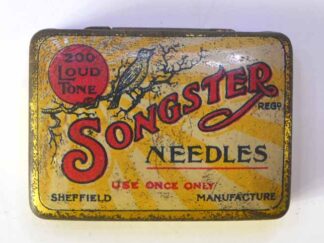 200
LOUD
TONE
SONGSTER
REGD
NEEDLES
USE ONCE ONLY
SHEFFIELD MANUFACTURE